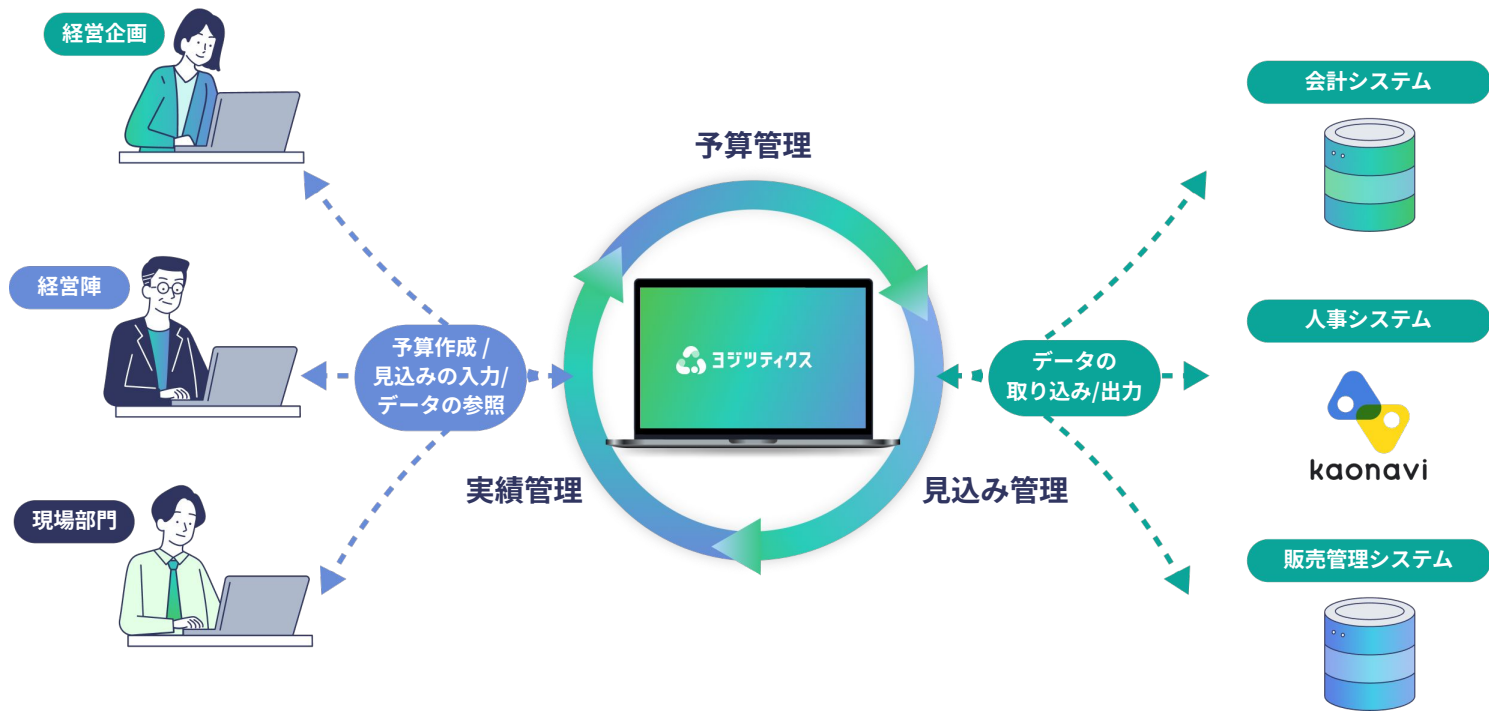 経営企画
経営陣
現場部門
予算作成 /
見込みの入力/
データの参照
予算管理
ヨジツティクス
実績管理
見込み管理
データの
取り込み/出力
会計システム
人事システム
kaonavi
販売管理システム